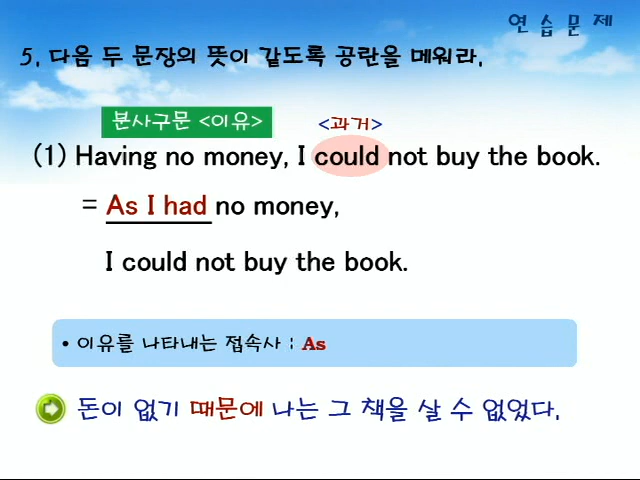 연 습 문 제
5. 다음 두 문장의 뜻이 같도록 공란을 메워라.
분사구문 <이유>
<과거>
(1) Having no money, I could not buy the book.
= As I had no money,
I could not buy the book.
• 이유를 나타내는 접속사 : As
돈이 없기 때문에 나는 그 책을 살 수 없었다.